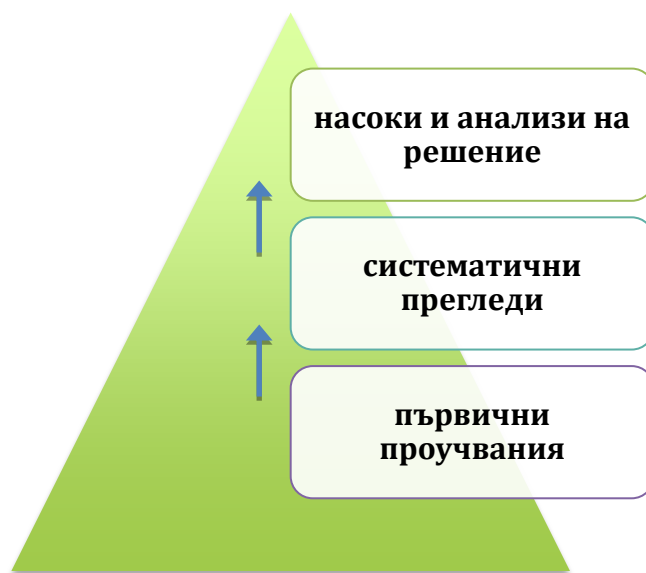 насоки и анализи на
решение
систематични
прегледи
първични
проучвания